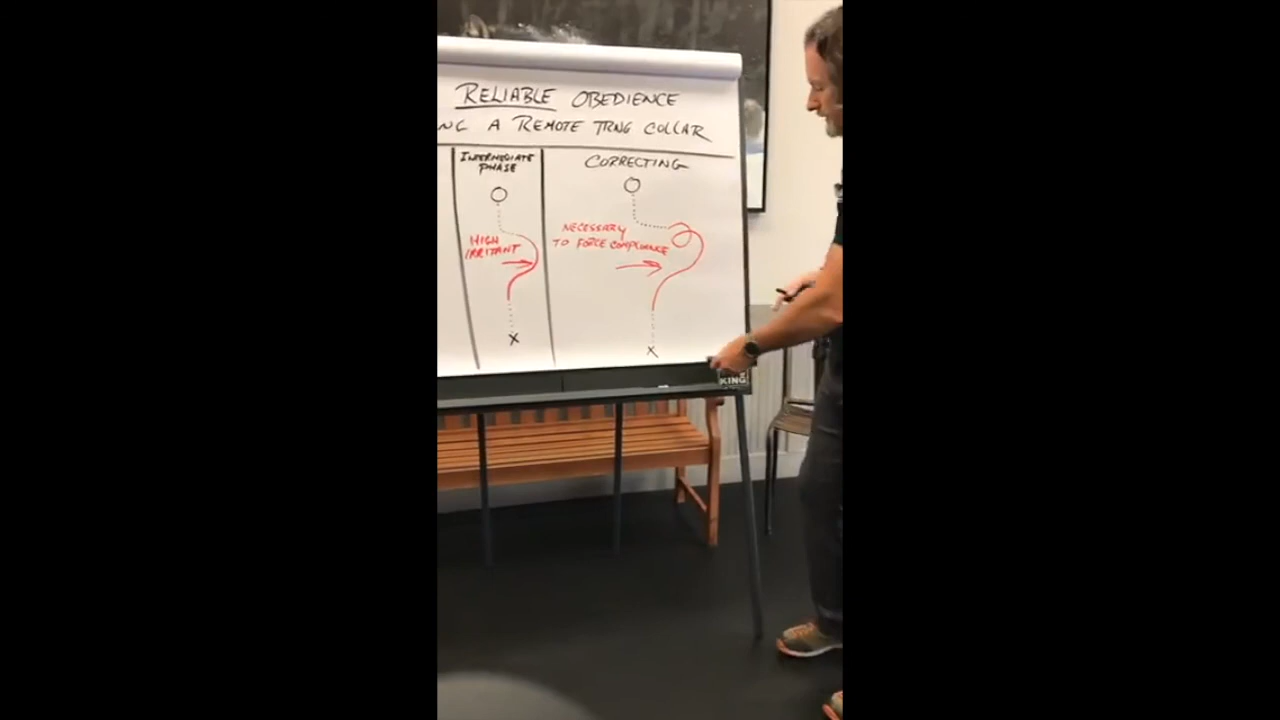 RELIABLE OBEDIENCE
NG A REMOTE TRNG COLLAR
INTERMEDIATE
PHASE
CORRECTING
HIGH
IRRITANT
NECESSARY
TO FORCE COMPLIANCE
X
X
KING